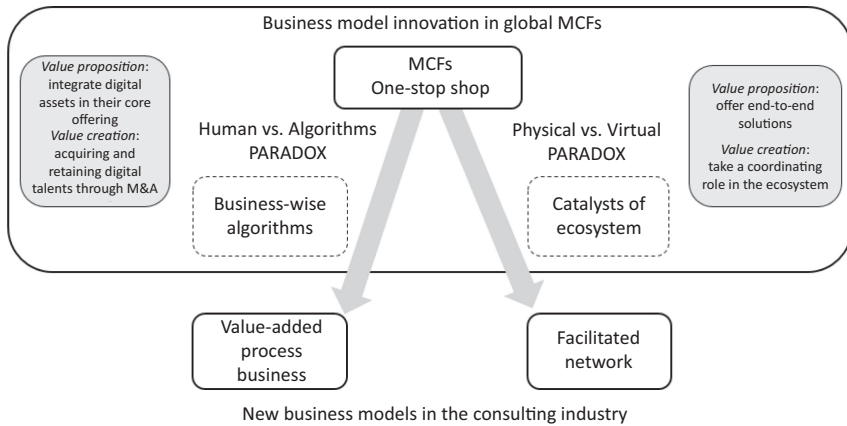 Business model innovation in global MCFs
Value proposition:
integrate digital
assets in their core
offering
Value creation:
acquiring and
retaining digital
talents through M&A
MCFs
One-stop shop
Human vs. Algorithms
PARADOX
Physical vs. Virtual
PARADOX
Business-wise
algorithms
Catalysts of
ecosystem
Value proposition:
offer end-to-end
solutions
Value creation:
take a coordinating
role in the ecosystem
Value-added
process
business
Facilitated
network
New business models in the consulting industry